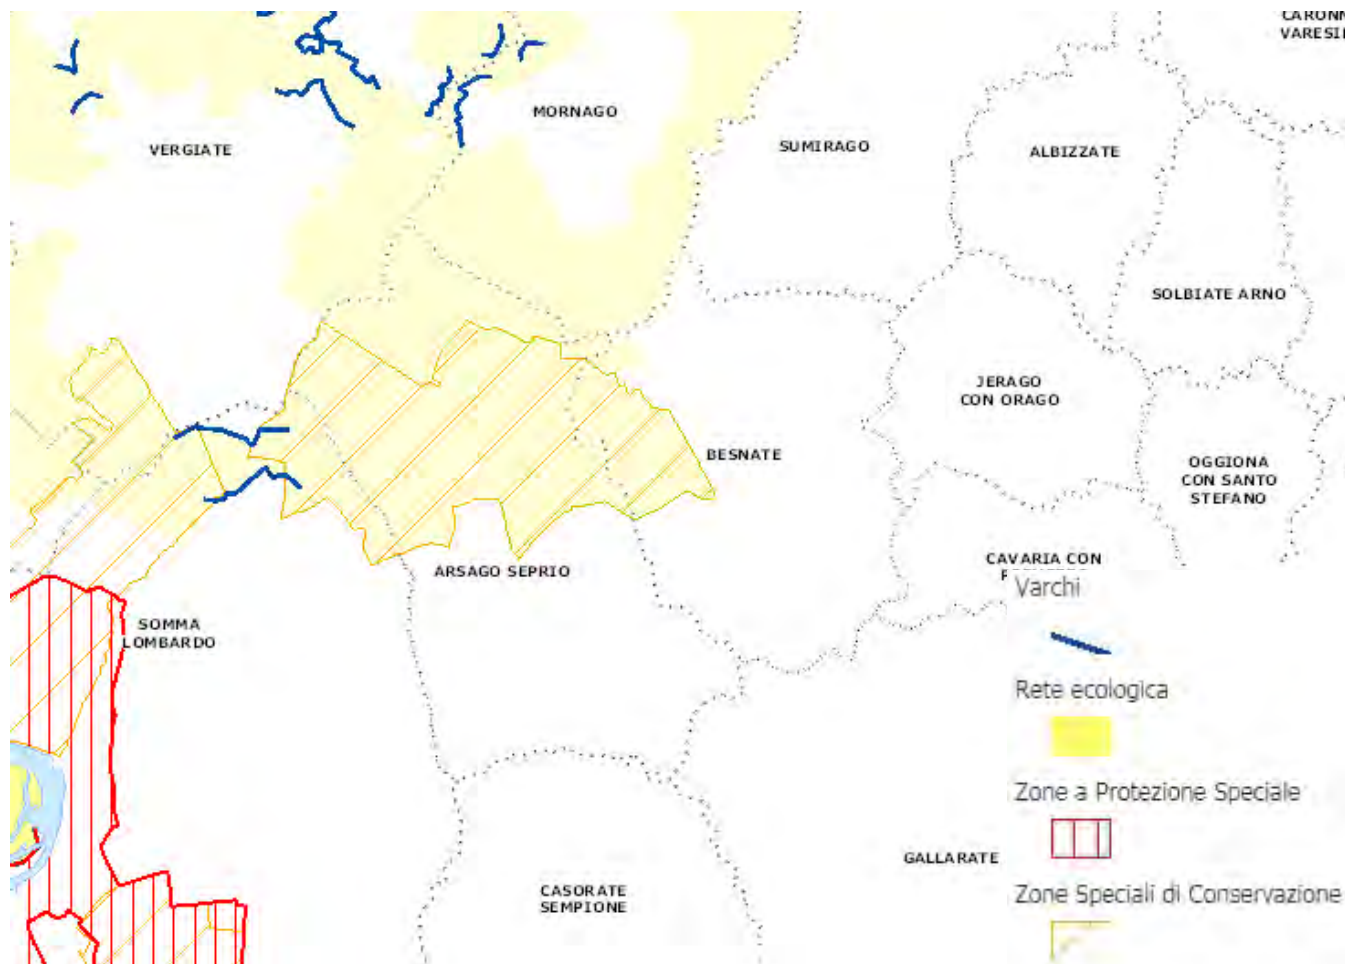 CARONN
VARESI
MORNAGO
VERGIATE
SUMIRAGO
ALBIZZATE
SOLBIATE ARNO
JERAGO
CON ORAGO
BESNATE
OGGIONA
CON SANTO
STEFANO
ARSAGO SEPRIO
CAVARIA CON
Varchi
SOMMA
LOMBARDO
Rete ecologica
Zone a Protezione Speciale
GALLARATE
CASORATE
SEMPIONE
Zone Speciali di Conservazione